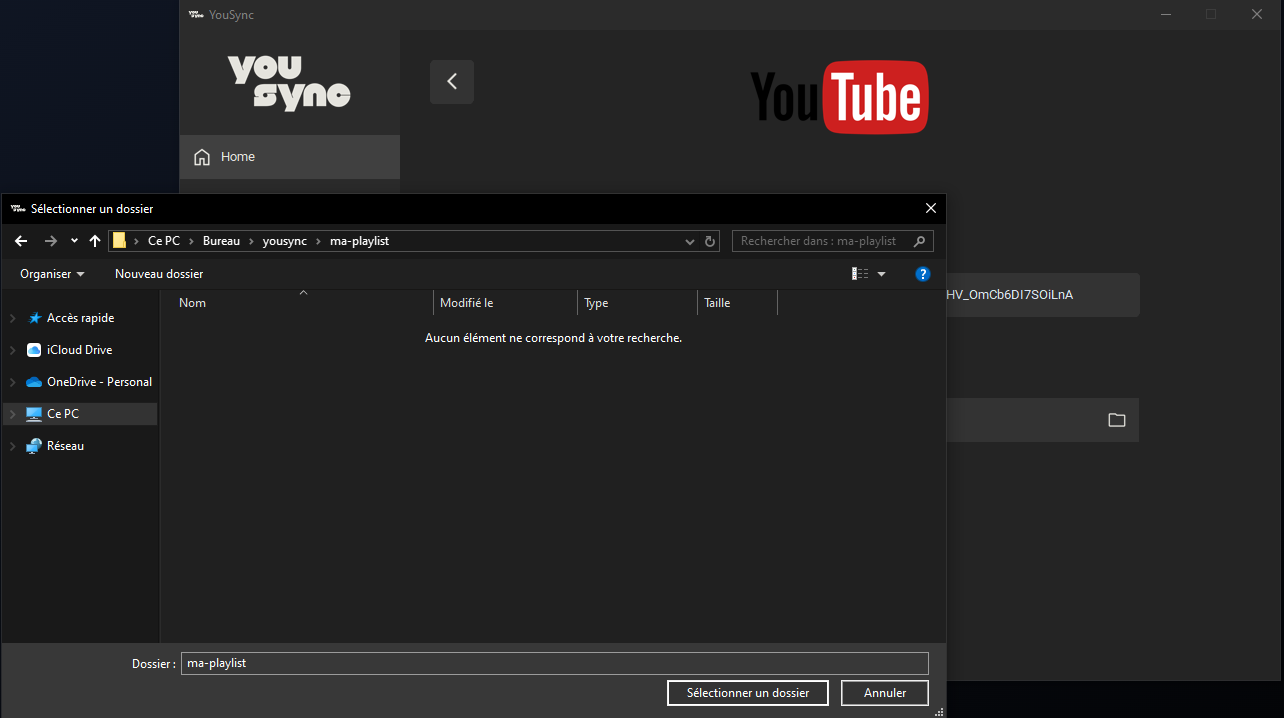 YouSync
you
sync
YouTube
Home
Sélectionner un dossier
Ce PC
Bureau
yousync
ma-playlist
Rechercher dans : ma-playlist
Organiser
Nouveau dossier
?
Nom
Modifié le
Type
Taille
HV_OmCb6DI7SOiLnA
Accès rapide
Aucun élément ne correspond à votre recherche.
iCloud Drive
OneDrive - Personal
Ce PC
Réseau
Dossier :
ma-playlist
Sélectionner un dossier
Annuler